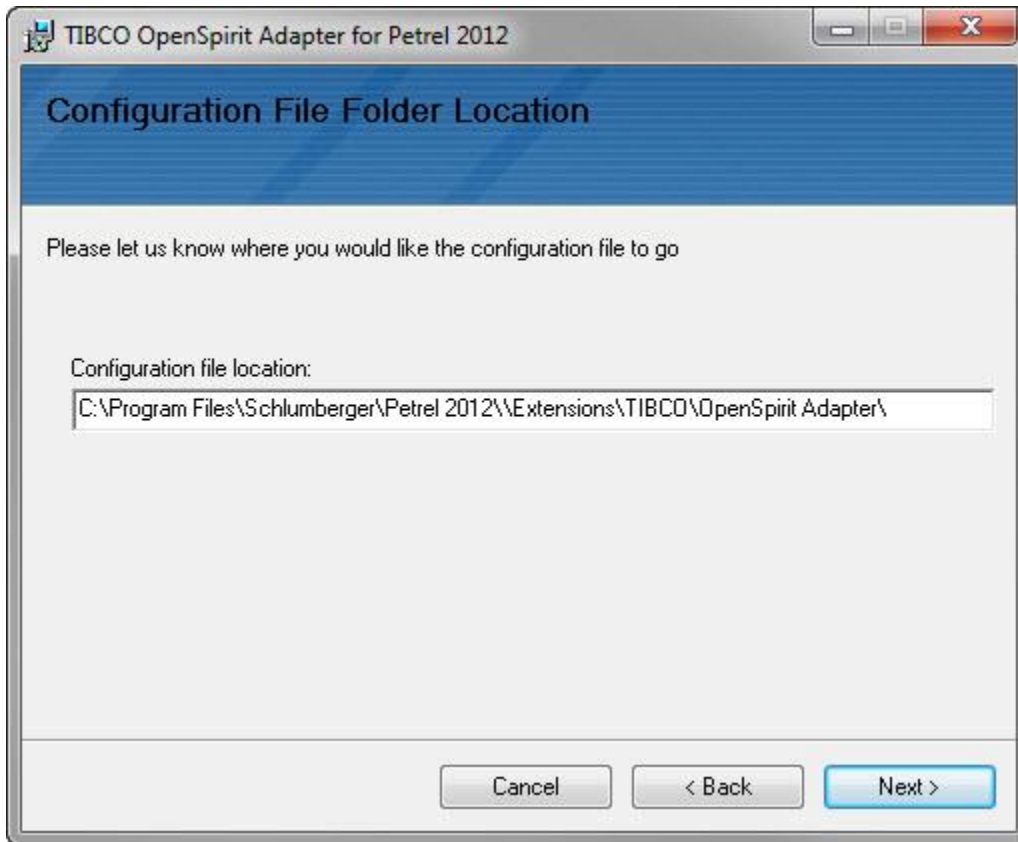 TIBCO OpenSpirit Adapter for Petrel 2012
Configuration File Folder Location
Please let us know where you would like the configuration file to go
Configuration file location:
C:\Program Files\Schlumberger\Petrel 2012\\Extensions\TIBCO\OpenSpirit Adapter\
Cancel
< Back
Next >